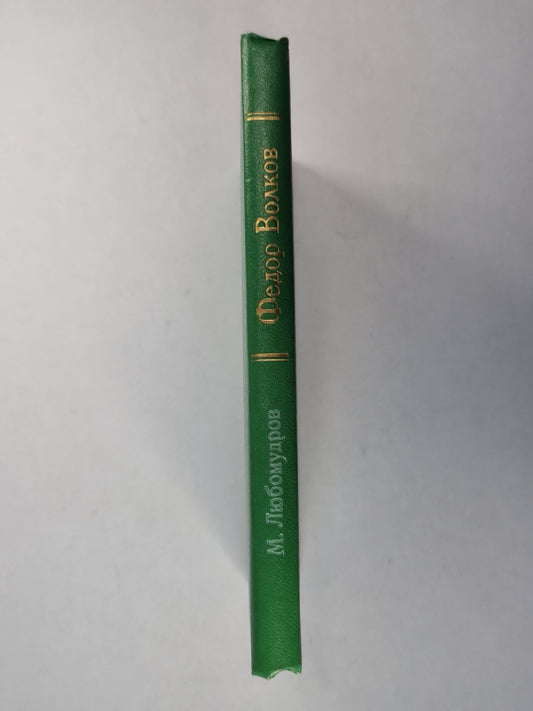 М. Любомудров
Федор Волков